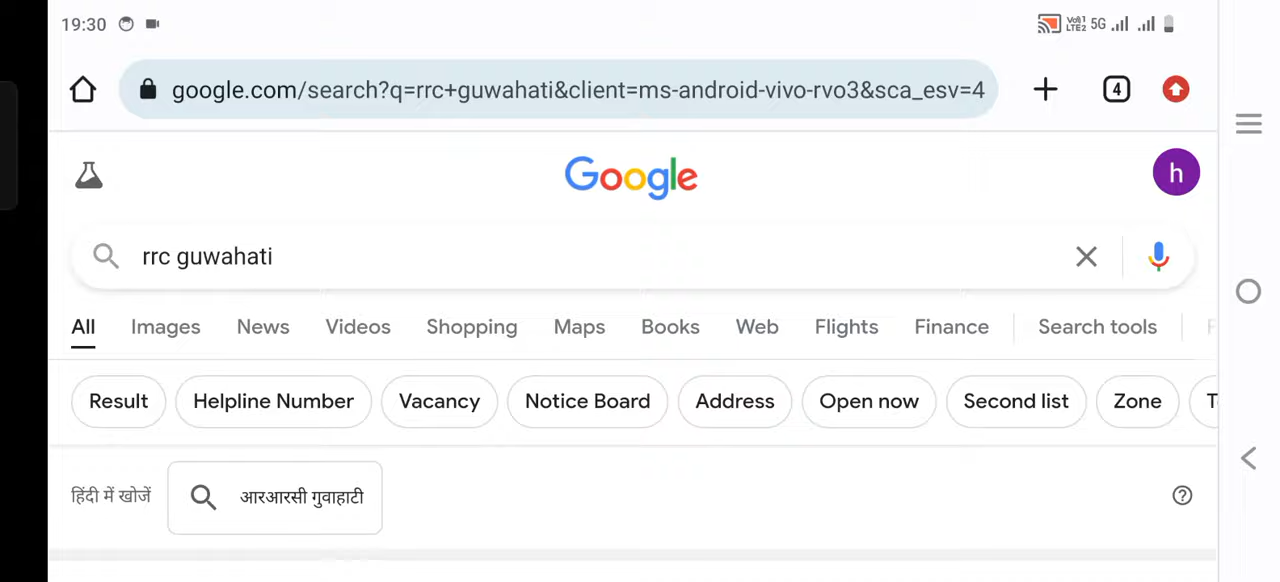 19:30 VoI1 LTE2 5G
google.com/search?q=rrc+guwahati&client=ms-android-vivo-rvo3&sca_esv=4
4
Google
h
rrc guwahati
All Images News Videos Shopping Maps Books Web Flights Finance Search tools
Result Helpline Number Vacancy Notice Board Address Open now Second list Zone
हिंदी में खोजें आरआरसी गुवाहाटी